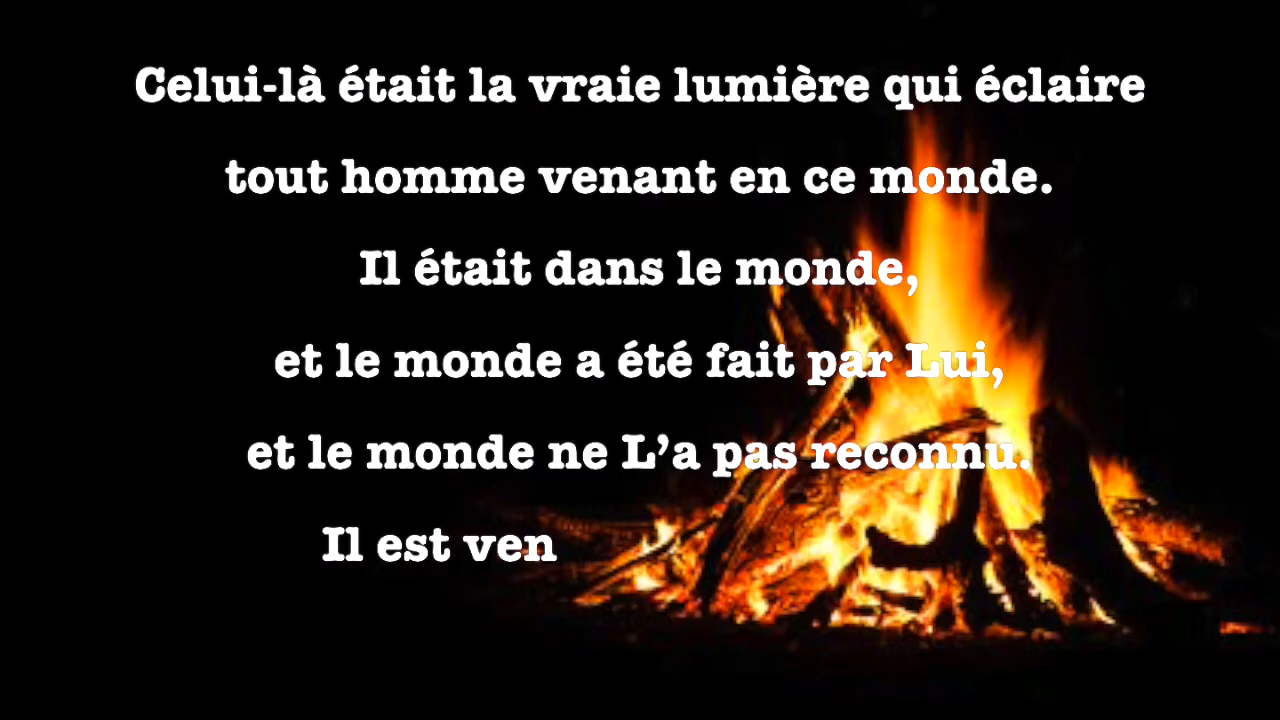 Celui-là était la vraie lumière qui éclaire
tout homme venant en ce monde.
Il était dans le monde,
et le monde a été fait par Lui,
et le monde ne L’a pas reconnu.
Il est ven